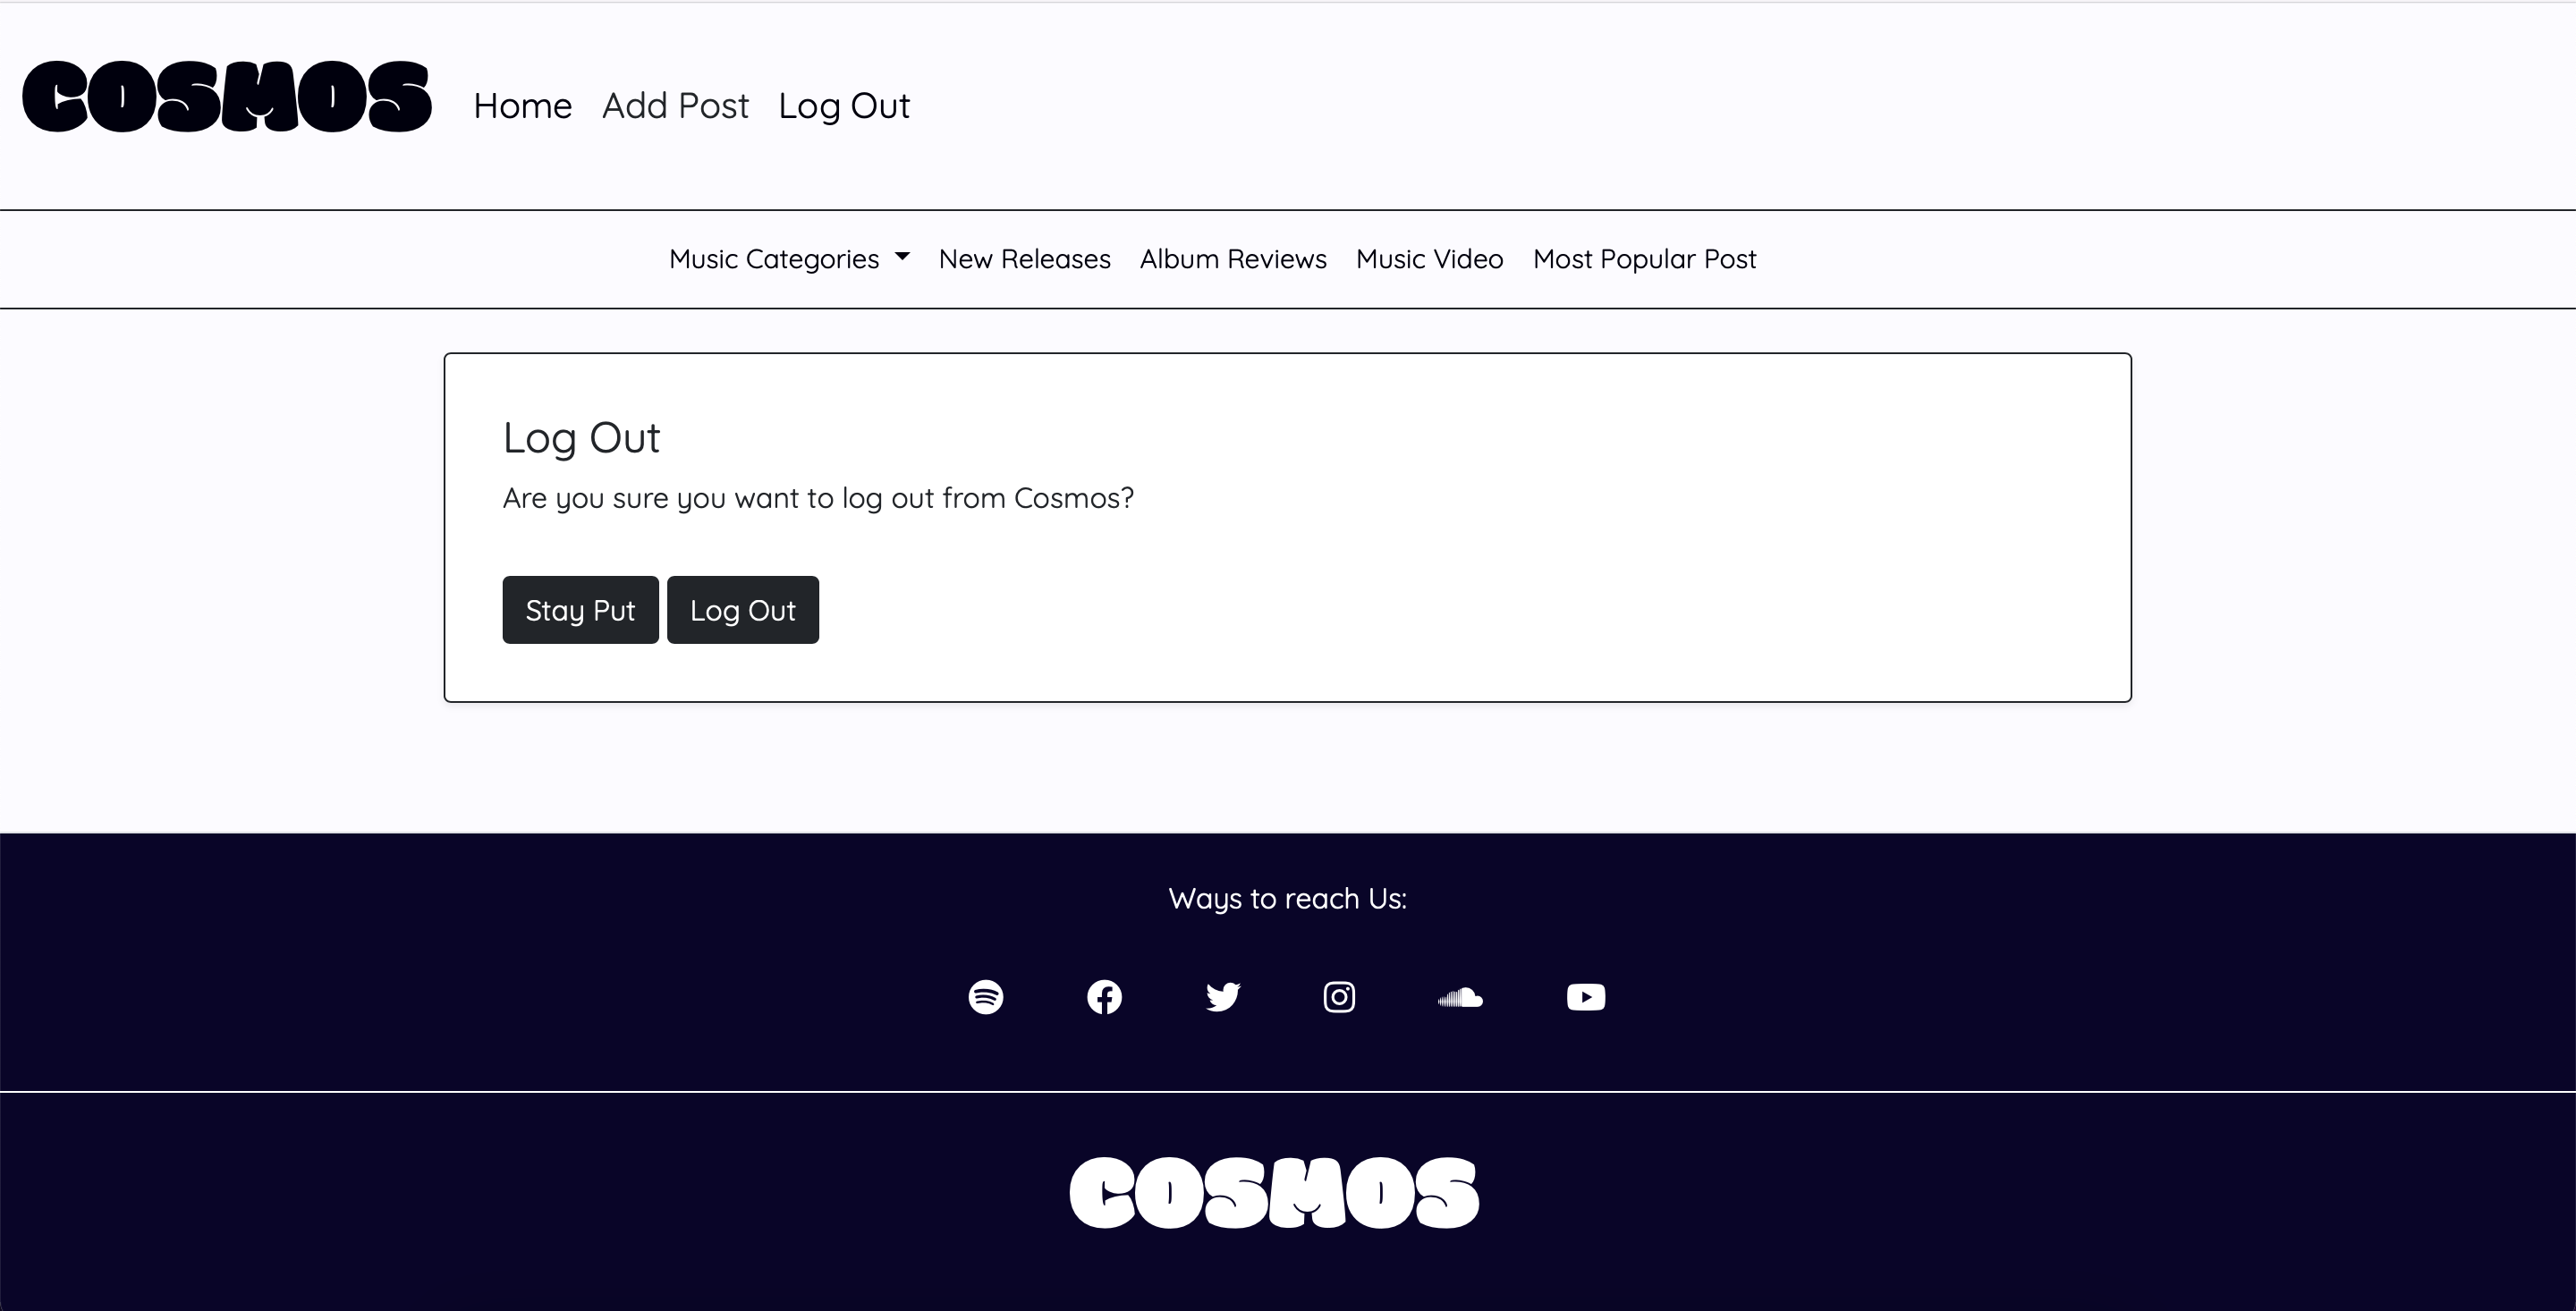 COSMOS Home Add Post Log Out
Music Categories New Releases Album Reviews Music Video Most Popular Post
Log Out
Are you sure you want to log out from Cosmos?
Stay Put Log Out
Ways to reach Us:
COSMOS